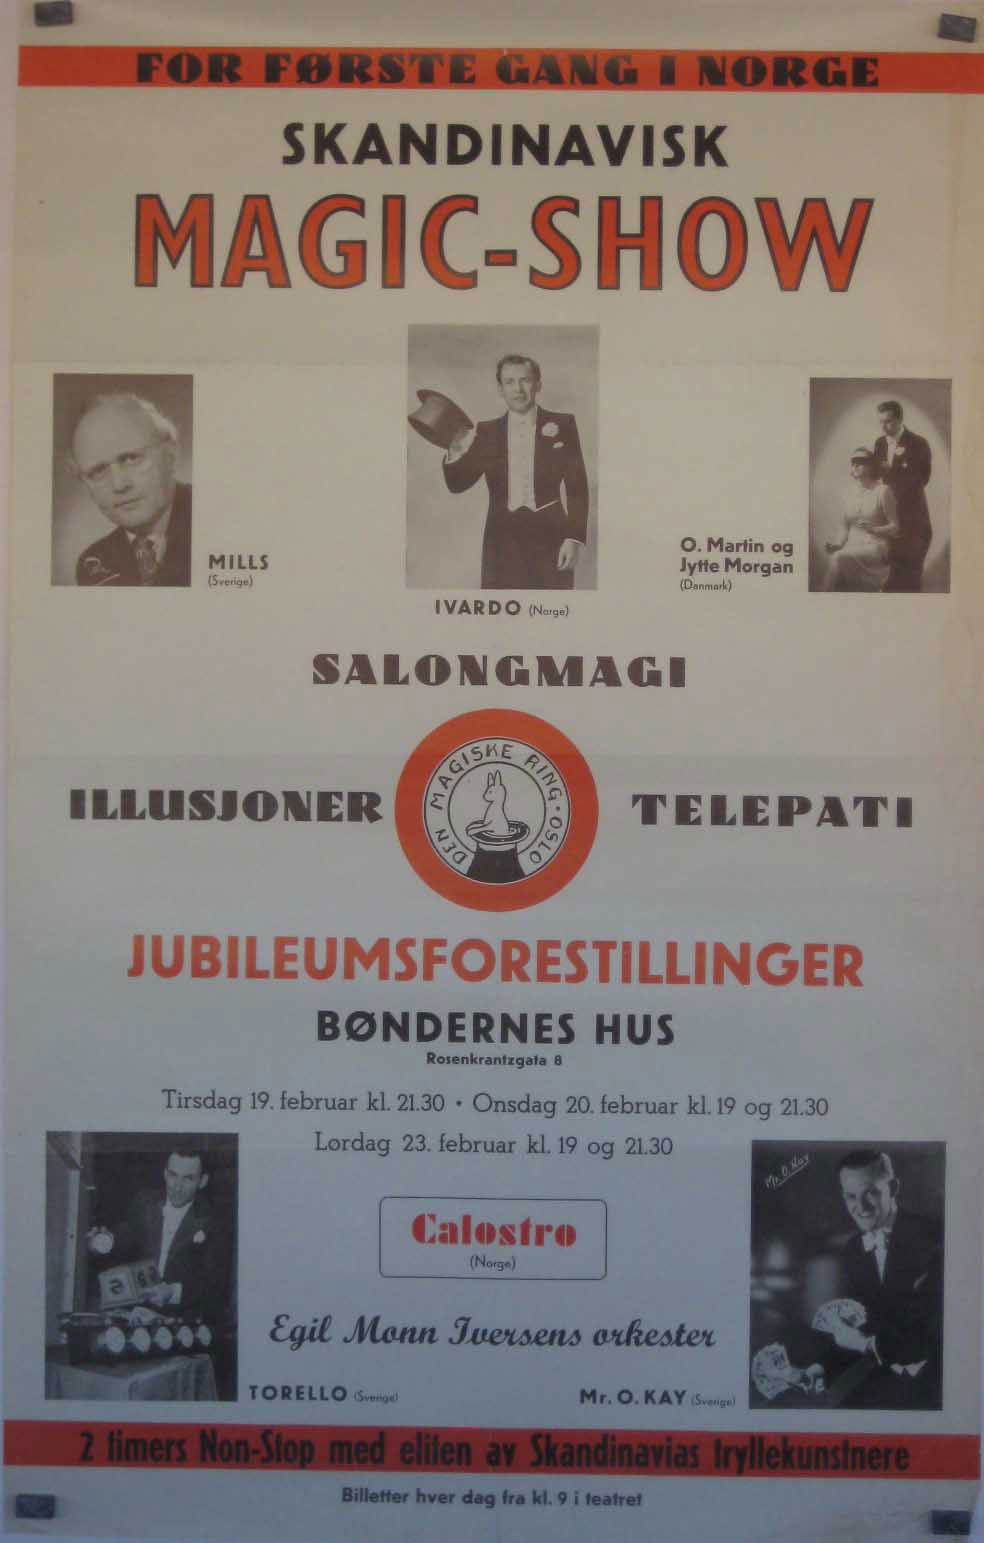 FOR FØRSTE GANG I NORGE
SKANDINAVISK
MAGIC-SHOW
MILLS
(Sverige)
IVARDO (Norge)
O. Martin og
Jytte Morgan
(Danmark)
SALONGMAGI
ILLUSJONER
DEN MAGISKE RING · OSLO
TELEPATI
JUBILEUMSFORESTILLINGER
BØNDERNES HUS
Rosenkrantzgata 8
Tirsdag 19. februar kl. 21.30 • Onsdag 20. februar kl. 19 og 21.30
Lørdag 23. februar kl. 19 og 21.30
Mr. O. Kay
Calostro
(Norge)
Egil Monn Iversens orkester
TORELLO (Sverige)
Mr. O. KAY (Sverige)
2 timers Non-Stop med eliten av Skandinavias tryllekunstnere
Billetter hver dag fra kl. 9 i teatret